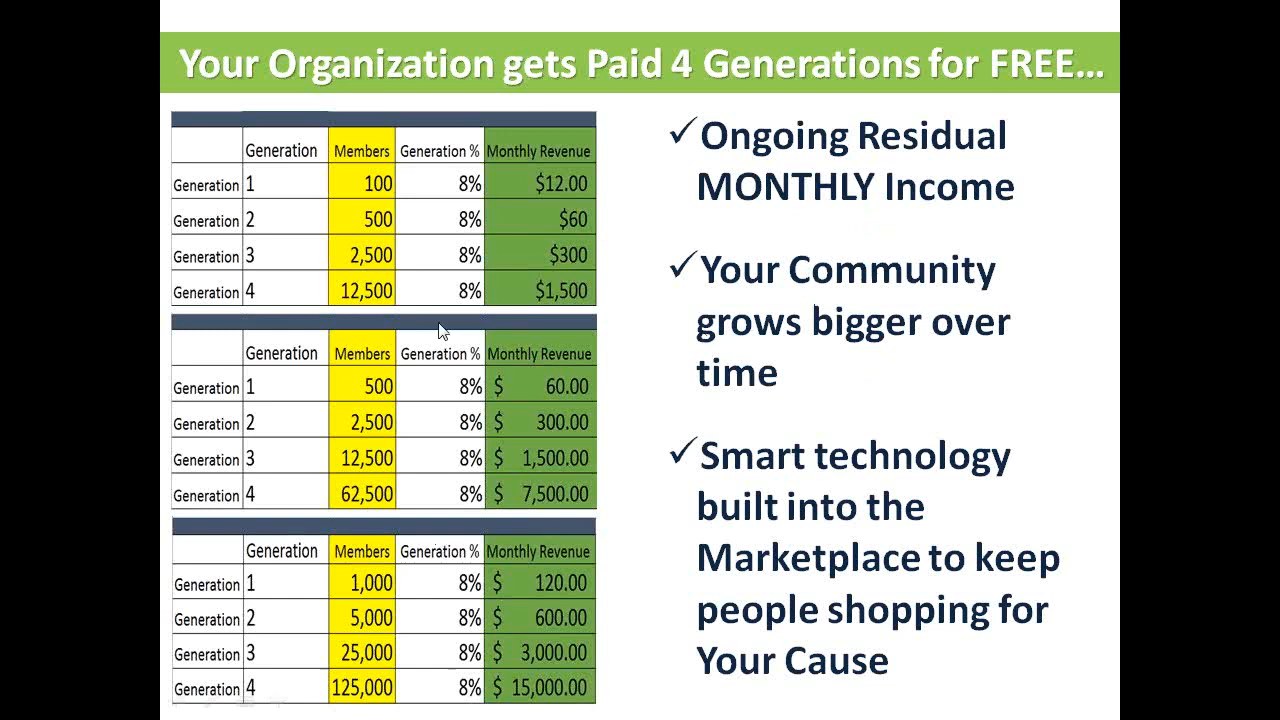 Your Organization gets Paid 4 Generations for FREE...
Generation Members Generation % Monthly Revenue
Generation 1 100 8% $12.00
Generation 2 500 8% $60
Generation 3 2,500 8% $300
Generation 4 12,500 8% $1,500
Generation Members Generation % Monthly Revenue
Generation 1 500 8% $ 60.00
Generation 2 2,500 8% $ 300.00
Generation 3 12,500 8% $ 1,500.00
Generation 4 62,500 8% $ 7,500.00
Generation Members Generation % Monthly Revenue
Generation 1 1,000 8% $ 120.00
Generation 2 5,000 8% $ 600.00
Generation 3 25,000 8% $ 3,000.00
Generation 4 125,000 8% $ 15,000.00
✓Ongoing Residual
MONTHLY Income
✓Your Community
grows bigger over
time
✓Smart technology
built into the
Marketplace to keep
people shopping for
Your Cause